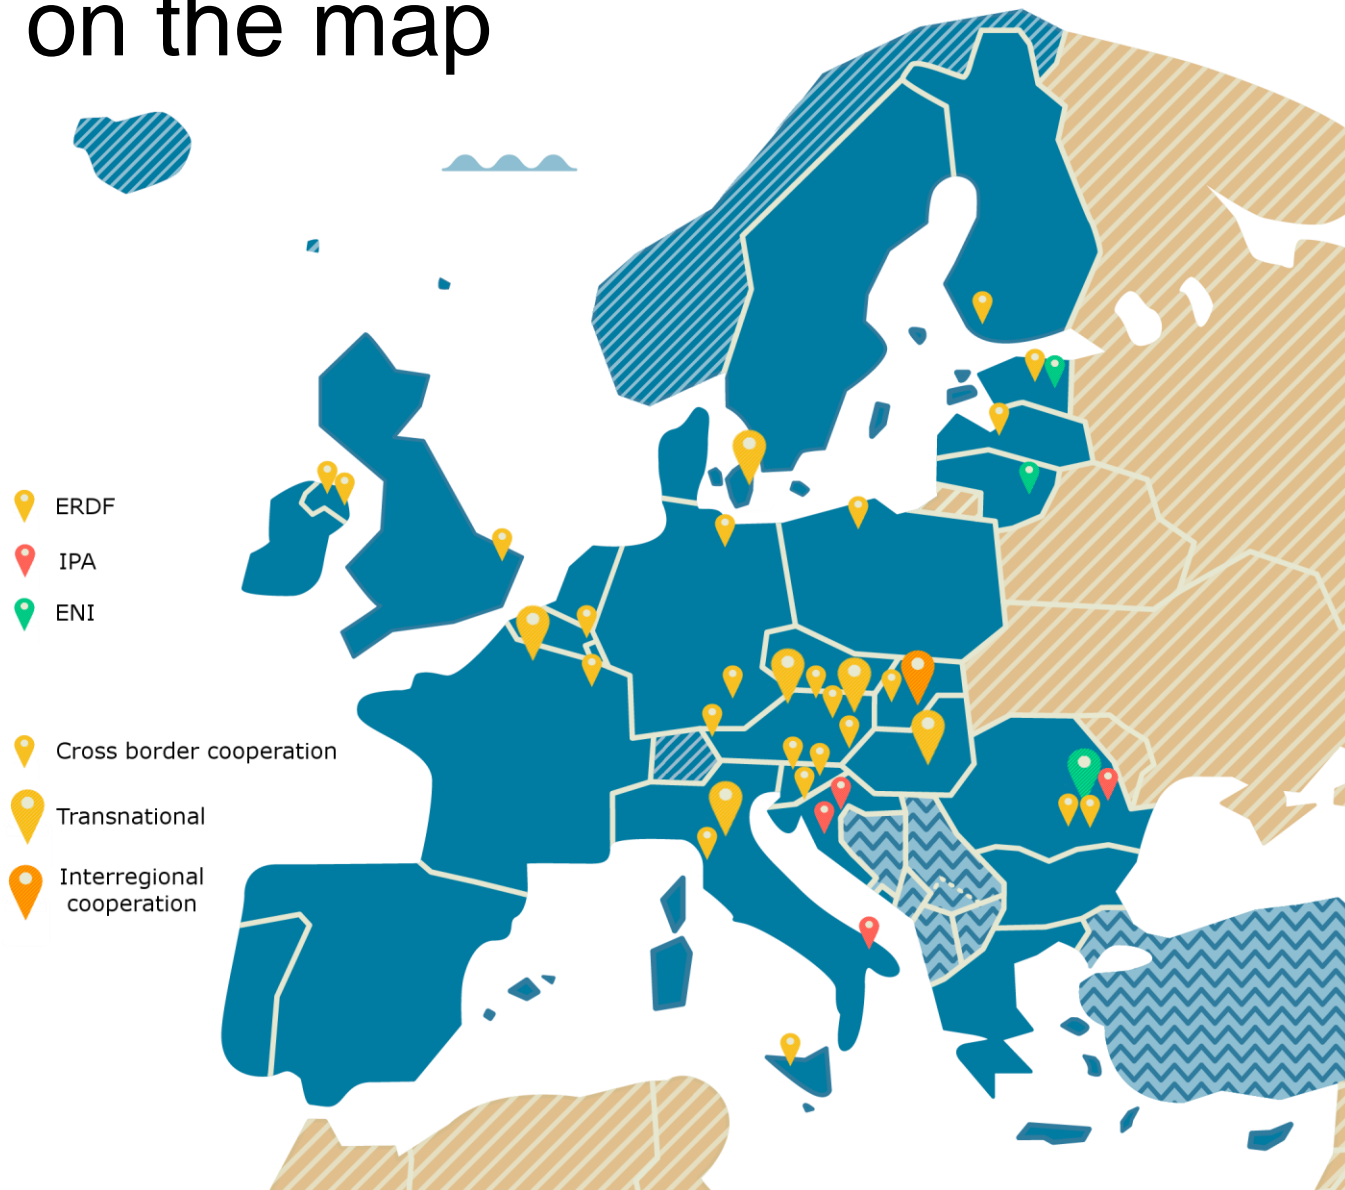 on the map
ERDF
IPA
ENI
Cross border cooperation
Transnational
Interregional
cooperation